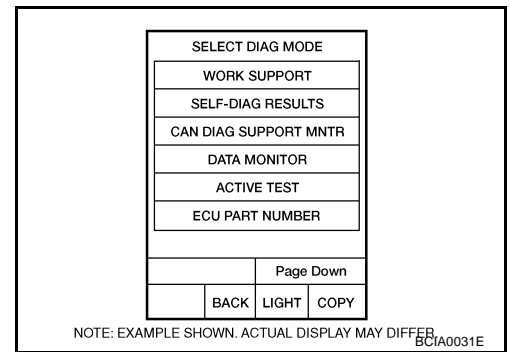 SELECT DIAG MODE
WORK SUPPORT
SELF-DIAG RESULTS
CAN DIAG SUPPORT MNTR
DATA MONITOR
ACTIVE TEST
ECU PART NUMBER
Page Down
BACK LIGHT COPY
NOTE: EXAMPLE SHOWN. ACTUAL DISPLAY MAY DIFFER.
BCIA0031E